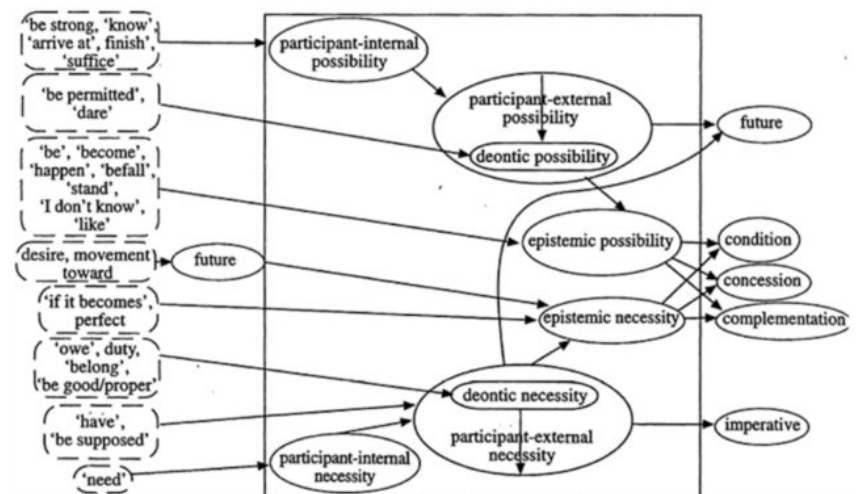 'be strong, 'know',
'arrive at', finish',
'suffice'
participant-internal
possibility
'be permitted',
'dare'
participant-external
possibility
deontic possibility
future
'be', 'become',
'happen', 'befall',
'stand',
'I don't know',
'like'
epistemic possibility
condition
desire, movement
toward
future
concession
'if it becomes',
perfect
epistemic necessity
complementation
'owe', duty,
'belong',
'be good/proper'
deontic necessity
'have',
'be supposed'
participant-external
necessity
imperative
'need'
participant-internal
necessity